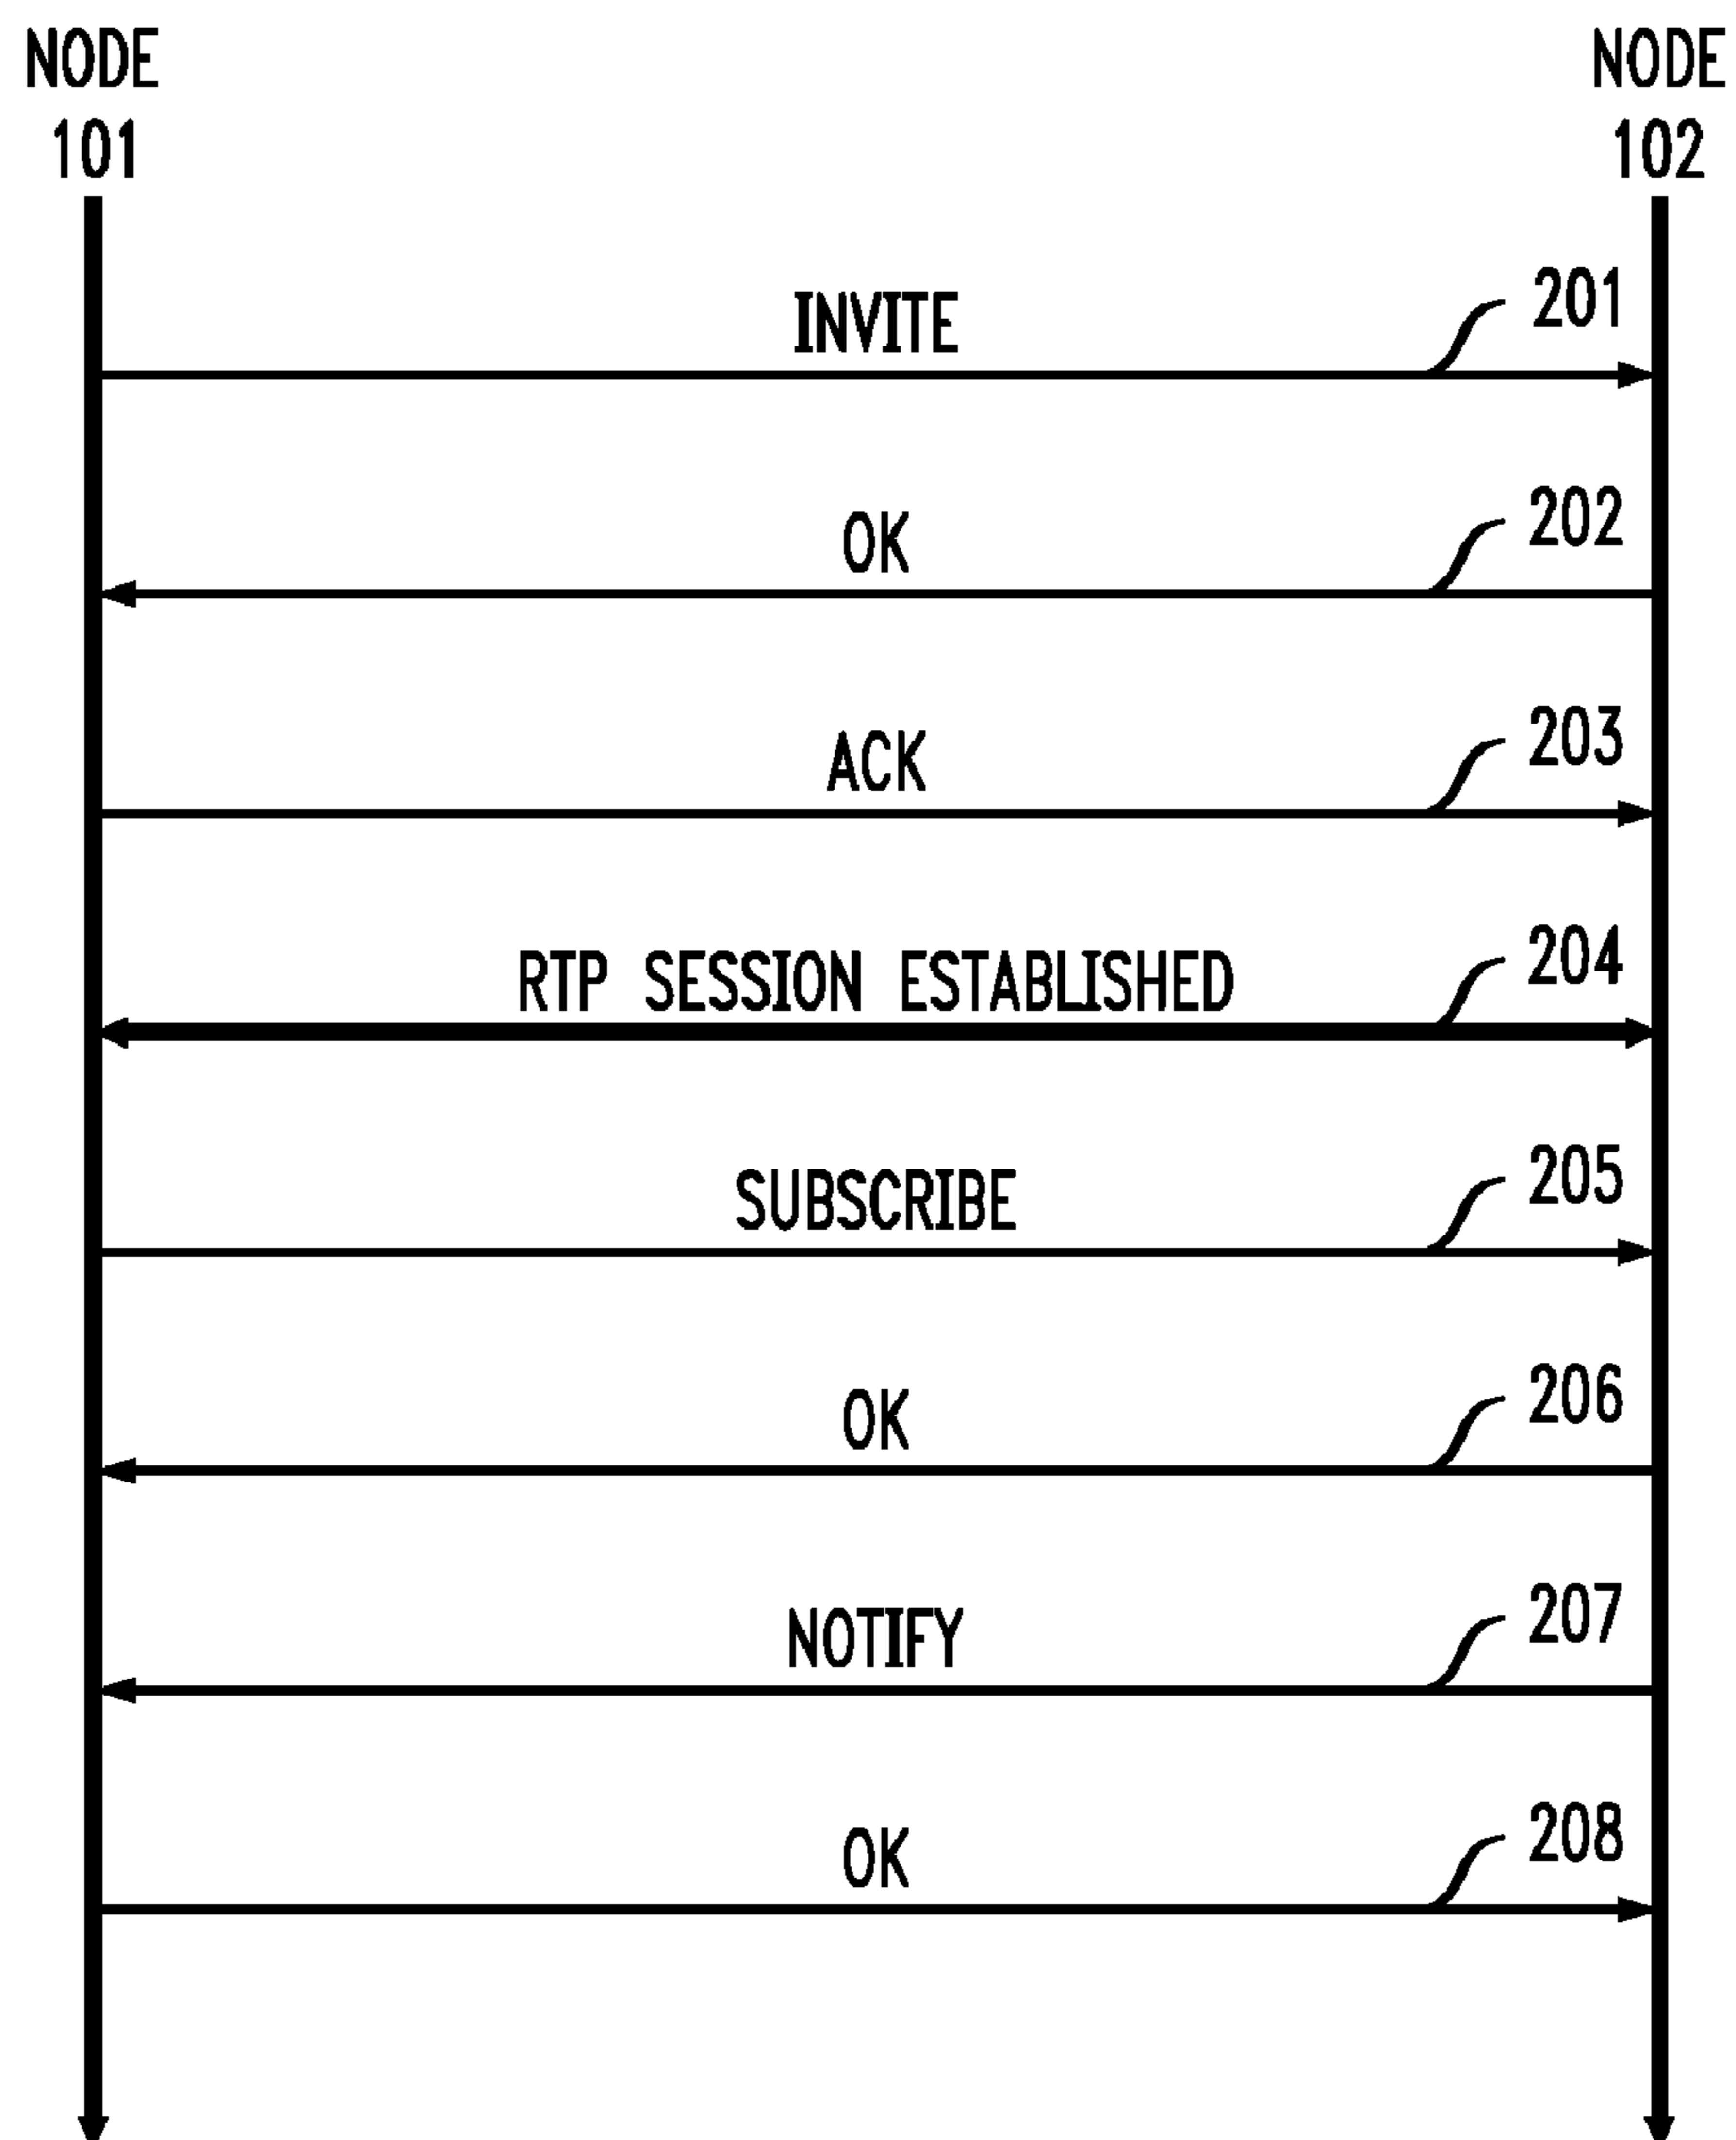 NODE
101
NODE
102
INVITE
201
OK
202
ACK
203
RTP SESSION ESTABLISHED
204
SUBSCRIBE
205
OK
206
NOTIFY
207
OK
208